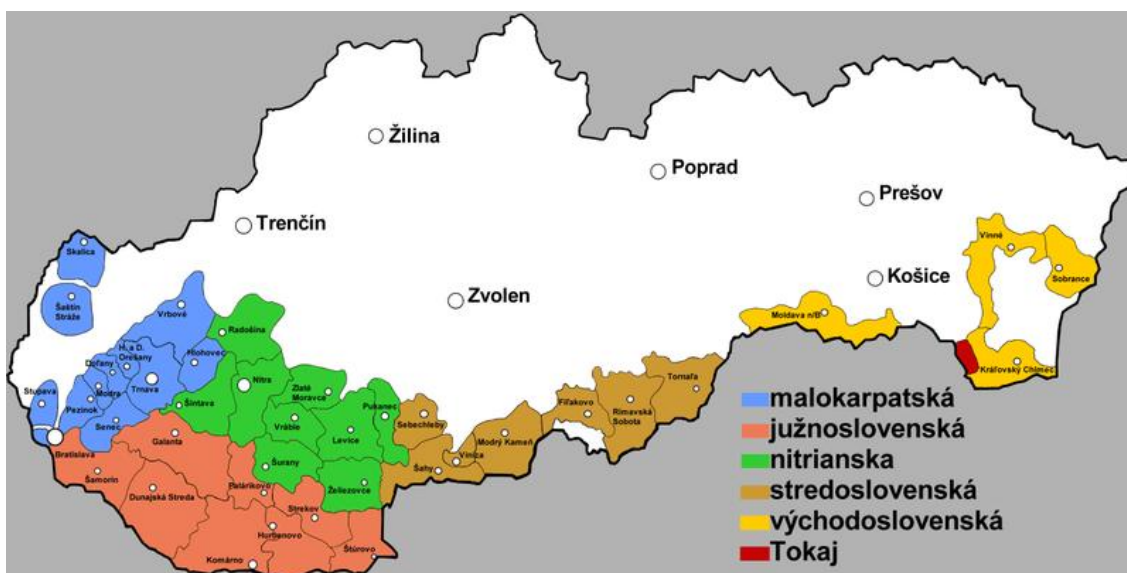 Žilina
Poprad
Prešov
Trenčín
Košice
Zvolen
Skalica
Šaštín
Stráže
Vrbové
Radošina
H. a D.
Orešany
Doľany
Hlohovec
Stupava
Modra
Trnava
Pezinok
Nitra
Zlaté
Moravce
Pukanec
Šintava
Senec
Vráble
Levice
Galanta
Bratislava
Šamorín
Šurany
Dunajská Streda
Palárikovo
Želiezovce
Strekov
Hurbanovo
Komárno
Štúrovo
Sebechleby
Modrý Kameň
Vinica
Šahy
Fiľakovo
Rimavská
Sobota
Tornaľa
Moldava n/B
Vinné
Sobrance
Kráľovský Chlmec
malokarpatská
južnoslovenská
nitrianska
stredoslovenská
východoslovenská
Tokaj